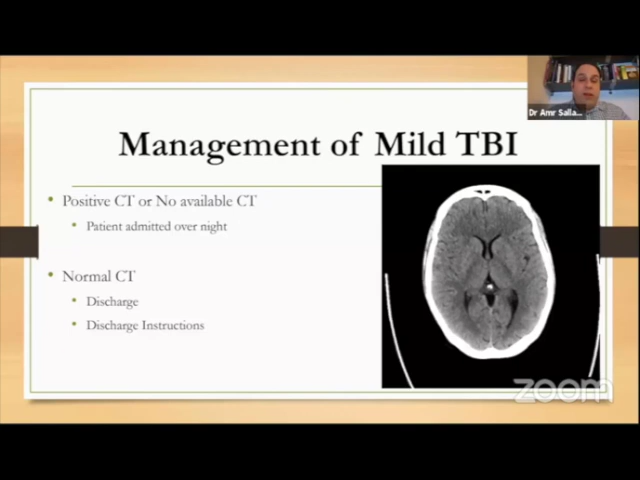 Dr Amr Salla...
Management of Mild TBI
• Positive CT or No available CT
• Patient admitted over night
• Normal CT
• Discharge
• Discharge Instructions
zoom